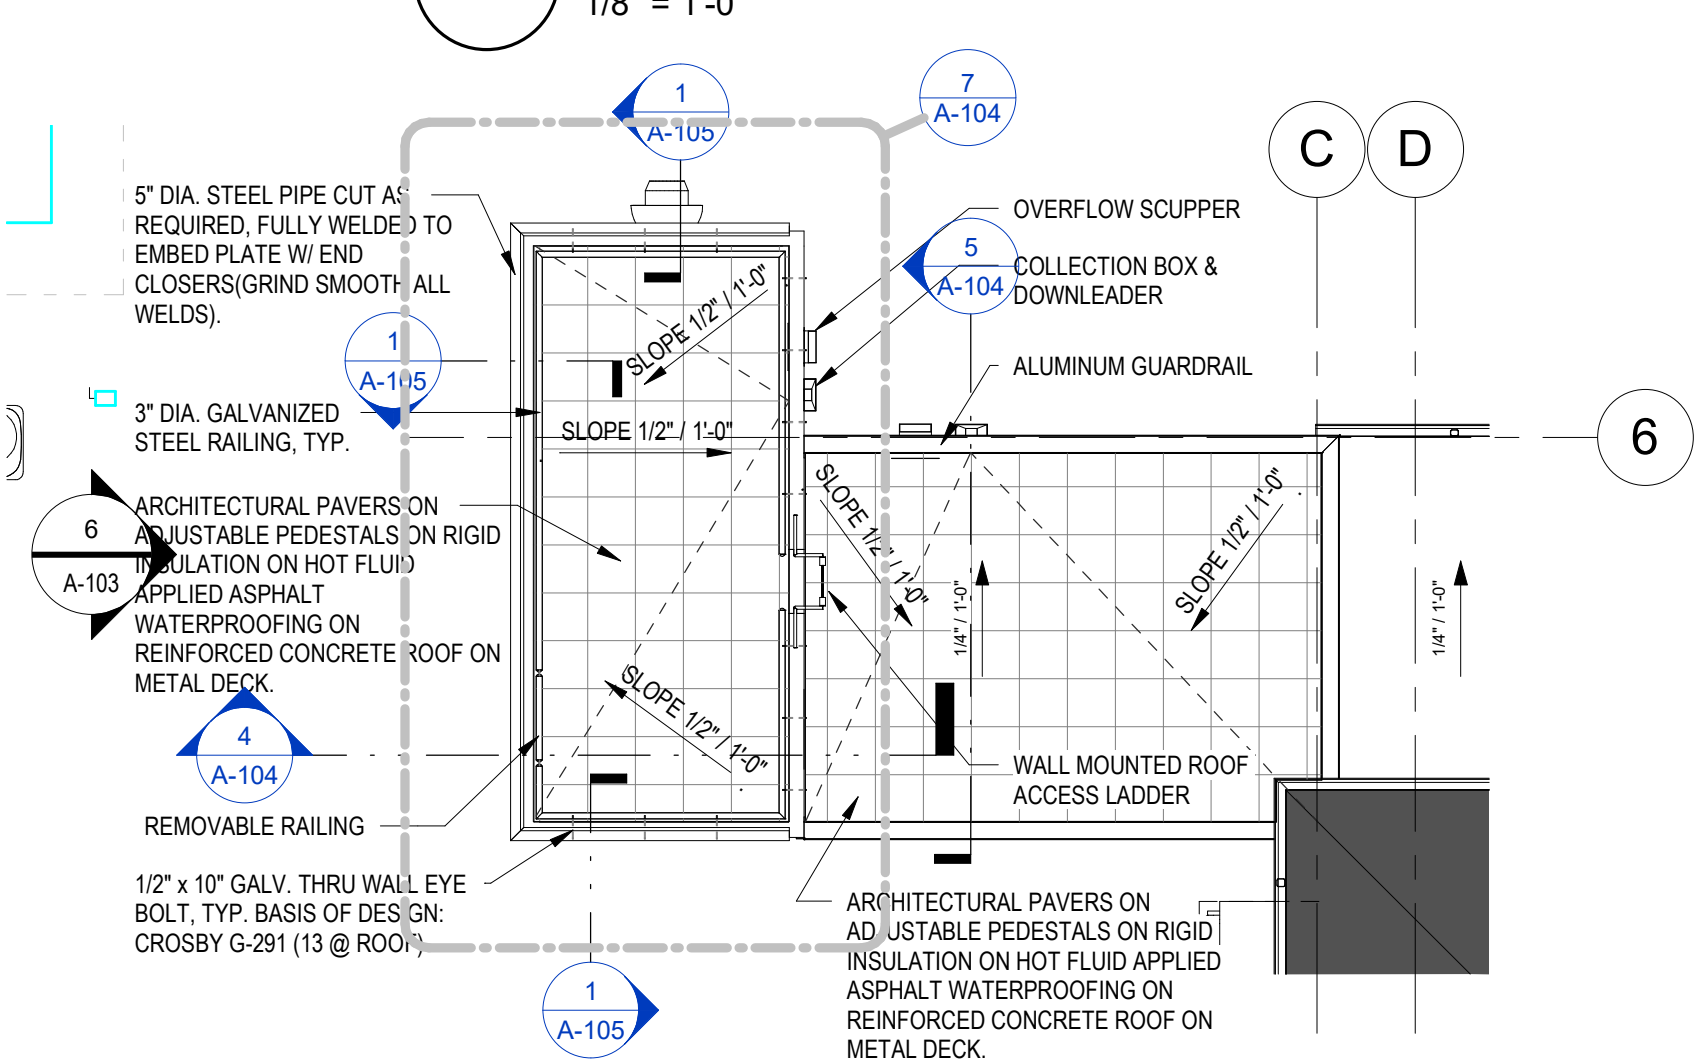 1/8" = 1'-0"
1
A-105
7
A-104
C
D
5" DIA. STEEL PIPE CUT AS
REQUIRED, FULLY WELDED TO
EMBED PLATE W/ END
CLOSERS(GRIND SMOOTH ALL
WELDS).
OVERFLOW SCUPPER
5
A-104
COLLECTION BOX &
DOWNLEADER
SLOPE 1/2" / 1'-0"
1
A-105
ALUMINUM GUARDRAIL
3" DIA. GALVANIZED
STEEL RAILING, TYP.
SLOPE 1/2" / 1'-0"
6
ARCHITECTURAL PAVERS ON
ADJUSTABLE PEDESTALS ON RIGID
INSULATION ON HOT FLUID
APPLIED ASPHALT
WATERPROOFING ON
REINFORCED CONCRETE ROOF ON
METAL DECK.
6
A-103
SLOPE 1/2" / 1'-0"
SLOPE 1/2" / 1'-0"
1/4" / 1'-0"
1/4" / 1'-0"
SLOPE 1/2" / 1'-0"
4
A-104
WALL MOUNTED ROOF
ACCESS LADDER
REMOVABLE RAILING
1/2" x 10" GALV. THRU WALL EYE
BOLT, TYP. BASIS OF DESIGN:
CROSBY G-291 (13 @ ROOF)
ARCHITECTURAL PAVERS ON
ADJUSTABLE PEDESTALS ON RIGID
INSULATION ON HOT FLUID APPLIED
ASPHALT WATERPROOFING ON
REINFORCED CONCRETE ROOF ON
METAL DECK.
1
A-105